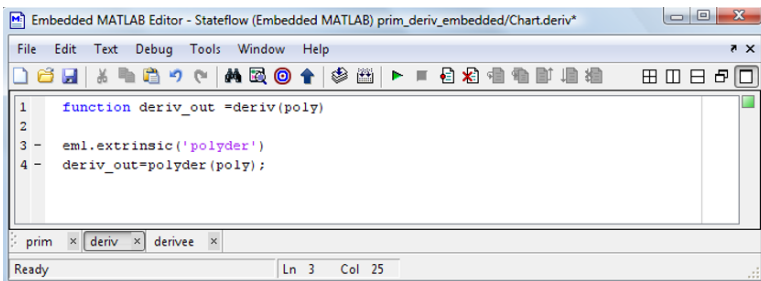 Embedded MATLAB Editor - Stateflow (Embedded MATLAB) prim_deriv_embedded/Chart.deriv*
File Edit Text Debug Tools Window Help
1 function deriv_out =deriv(poly)
2
3 - eml.extrinsic('polyder')
4 - deriv_out=polyder(poly);
prim × deriv × derivee ×
Ready Ln 3 Col 25